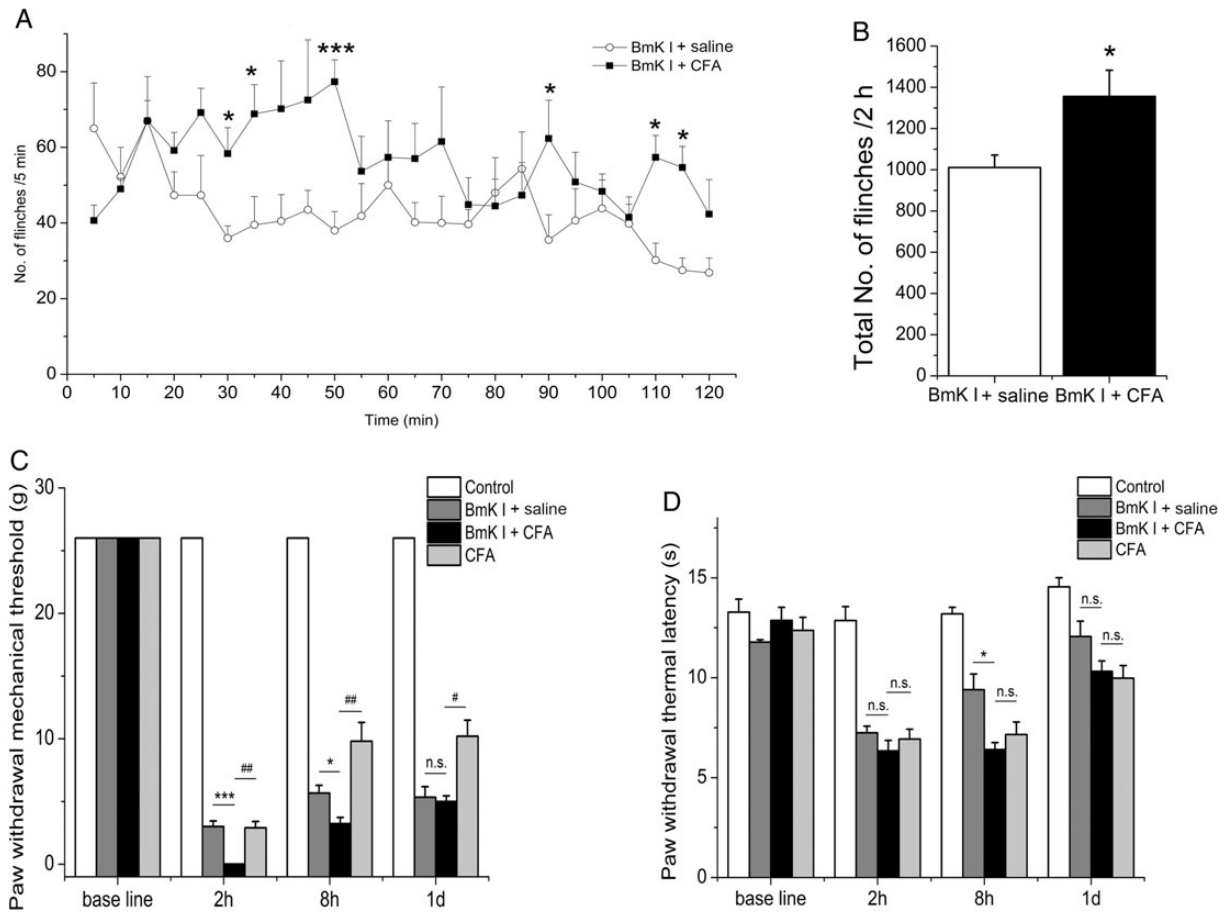 A
No. of flinches /5 min
80
60
40
20
0
BmK I + saline
BmK I + CFA
*
*
***
*
*
*
0 10 20 30 40 50 60 70 80 90 100 110 120
Time (min)
B
Total No. of flinches /2 h
1600
1400
1200
1000
800
600
400
200
0
*
BmK I + saline BmK I + CFA
C
Paw withdrawal mechanical threshold (g)
30
20
10
0
Control
BmK I + saline
BmK I + CFA
CFA
***
##
*
##
n.s.
#
base line 2h 8h 1d
D
Paw withdrawal thermal latency (s)
15
10
5
0
Control
BmK I + saline
BmK I + CFA
CFA
n.s.
n.s.
*
n.s.
n.s.
n.s.
base line 2h 8h 1d